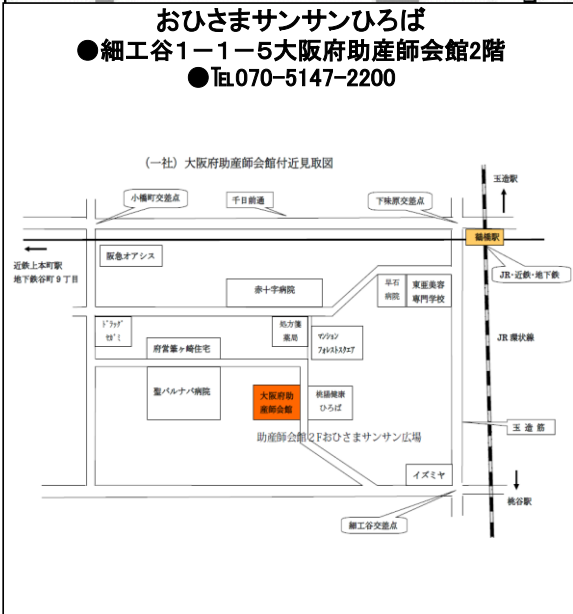 おひさまサンサンひろば
●細工谷1-1-5大阪府助産師会館2階
●℡070-5147-2200
(一社)大阪府助産師会館付近見取図
玉造駅
小橋町交差点
千日前通
下味原交差点
鶴橋駅
近鉄上本町駅
地下鉄谷町9丁目
阪急オアシス
JR・近鉄・地下鉄
赤十字病院
早石
病院
東亜美容
専門学校
ドラッグ
セガミ
処方箋
薬局
マンション
フォレストスクエア
JR環状線
府営筆ヶ崎住宅
聖バルナバ病院
大阪府助
産師会館
桃陽健康
ひろば
玉造筋
助産師会館2Fおひさまサンサン広場
イズミヤ
桃谷駅
細工谷交差点